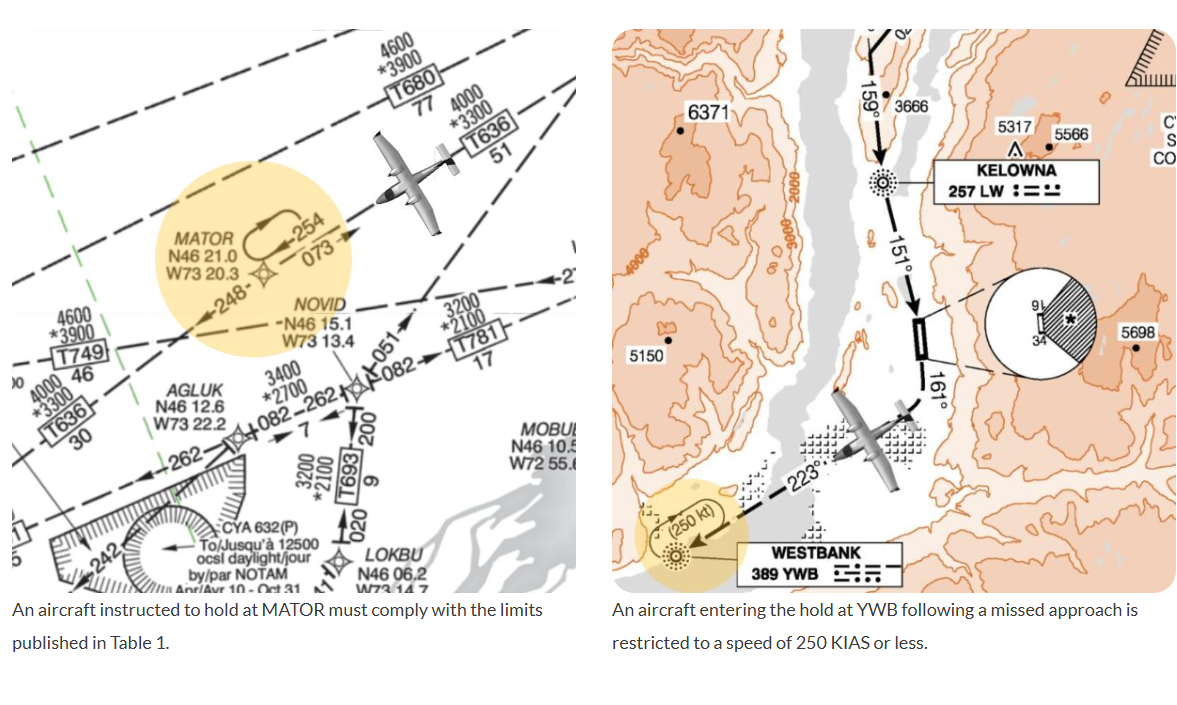 4600
*3900
T680
77
4000
*3300
T636
51
MATOR
N46 21.0
W73 20.3
254
073
248
NOVID
N46 15.1
W73 13.4
4600
*3900
T749
46
4000
*3300
T636
30
3200
*2100
T781
17
051
082
3400
*2700
AGLUK
N46 12.6
W73 22.2
082
262
7
262
200
3200
*2100
T693
9
020
MOBU
N46 10.5
W72 55.6
242
CYA 632(P)
To/Jusqu'à 12500
ocsl daylight/jour
by/par NOTAM
Apr/Avr 10 - Oct 31
LOKBU
N46 06.2
W73 14.7
An aircraft instructed to hold at MATOR must comply with the limits
published in Table 1.
159°
3666
6371
5317
5566
CO
KELOWNA
257 LW
2000
3000
4000
151°
16
34
5698
5150
161°
223°
(250 kt)
WESTBANK
389 YWB
An aircraft entering the hold at YWB following a missed approach is
restricted to a speed of 250 KIAS or less.